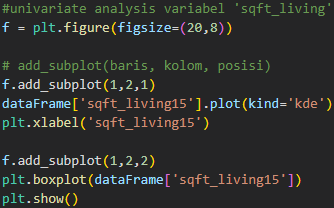 #univariate analysis variabel 'sqft_living'
f = plt.figure(figsize=(20,8))
# add_subplot(baris, kolom, posisi)
f.add_subplot(1,2,1)
dataFrame['sqft_living15'].plot(kind='kde')
plt.xlabel('sqft_living15')
f.add_subplot(1,2,2)
plt.boxplot(dataFrame['sqft_living15'])
plt.show()